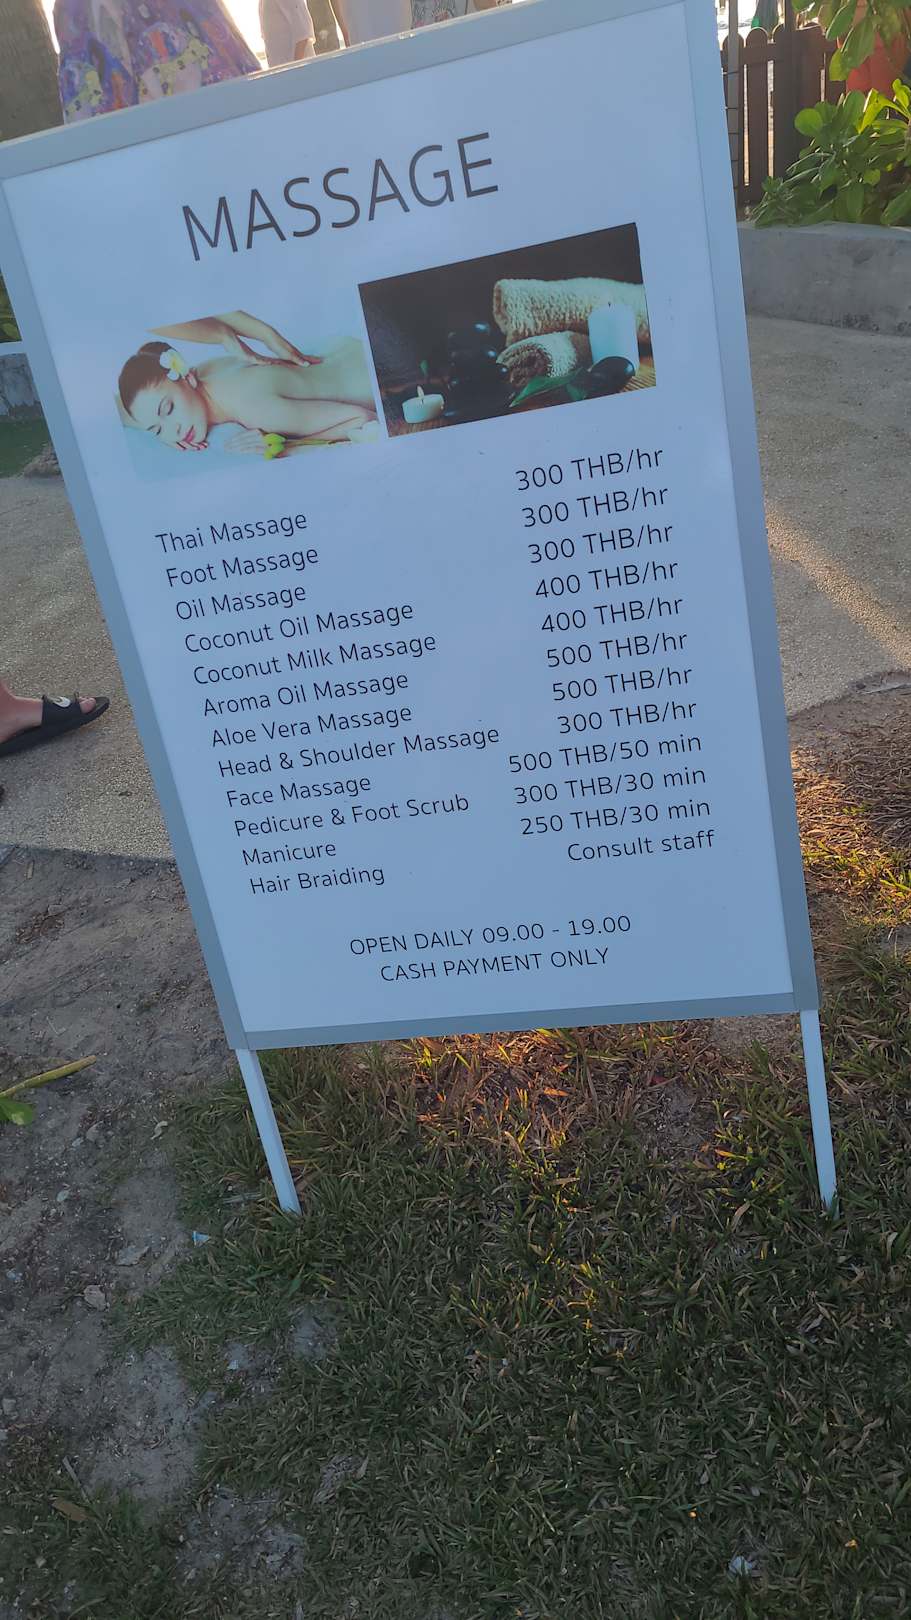 MASSAGE
Thai Massage 300 THB/hr
Foot Massage 300 THB/hr
Oil Massage 300 THB/hr
Coconut Oil Massage 400 THB/hr
Coconut Milk Massage 400 THB/hr
Aroma Oil Massage 500 THB/hr
Aloe Vera Massage 500 THB/hr
Head & Shoulder Massage 300 THB/hr
Face Massage 500 THB/50 min
Pedicure & Foot Scrub 300 THB/30 min
Manicure 250 THB/30 min
Hair Braiding Consult staff
OPEN DAILY 09.00 - 19.00
CASH PAYMENT ONLY